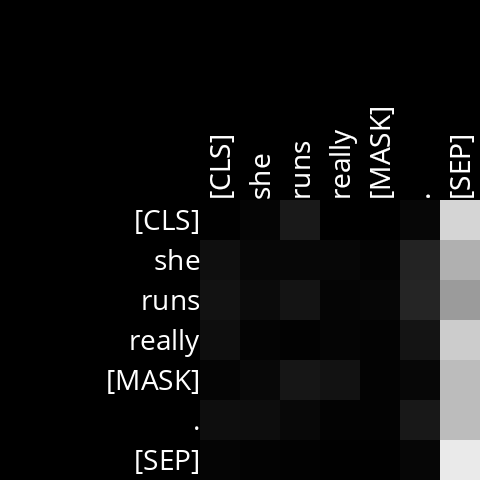 [CLS]
she
runs
really
[MASK]
.
[SEP]
[CLS]
she
runs
really
[MASK]
.
[SEP]